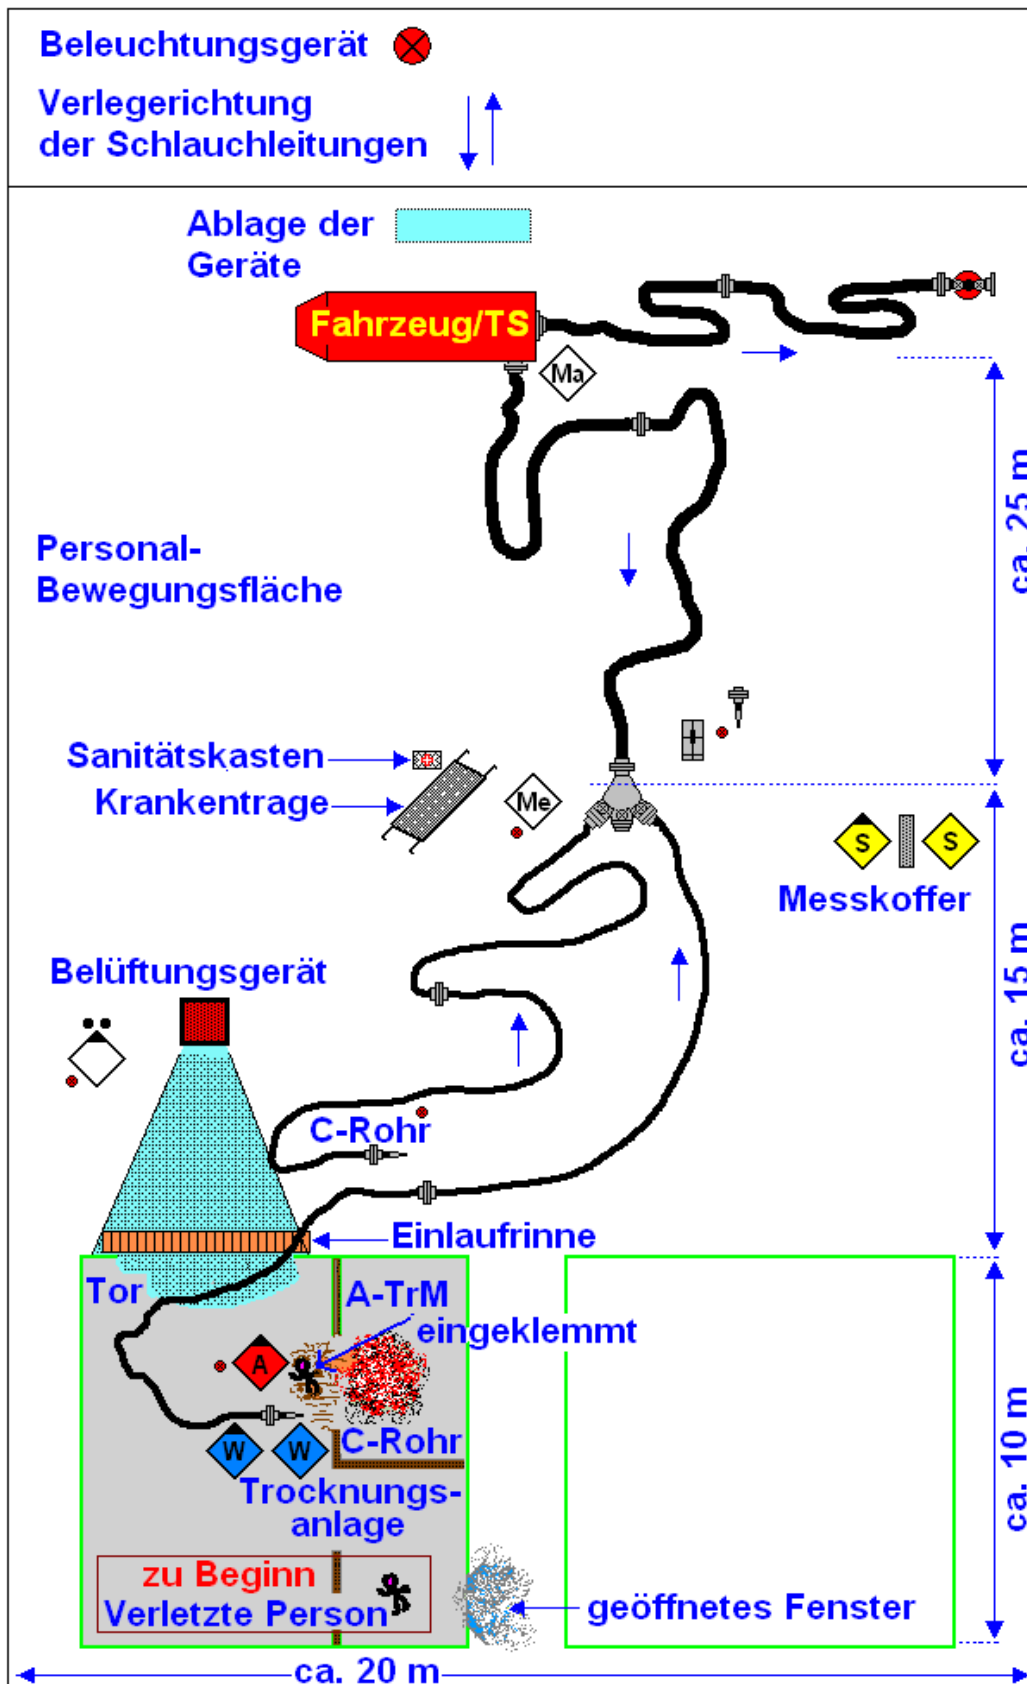 Beleuchtungsgerät
Verlegerichtung
der Schlauchleitungen
Ablage der
Geräte
Fahrzeug/TS
Ma
ca. 25 m
Personal-
Bewegungsfläche
Sanitätskasten
Krankentrage
Me
S
S
Messkoffer
ca. 15 m
Belüftungsgerät
C-Rohr
Einlaufrinne
Tor
A-TrM
eingeklemmt
A
C-Rohr
W
W
Trocknungs-
anlage
ca. 10 m
zu Beginn
Verletzte Person
geöffnetes Fenster
ca. 20 m